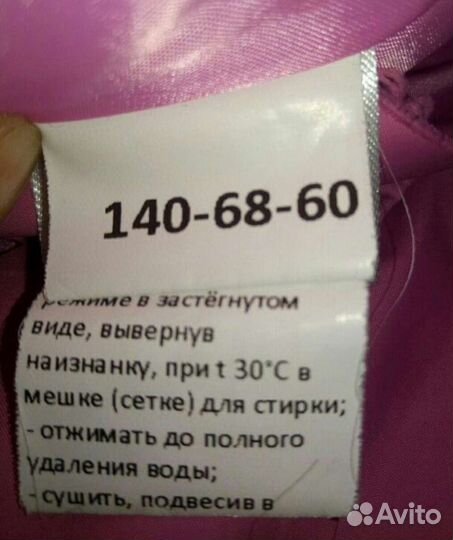 140-68-60
режиме в застёгнутом
виде, вывернув
наизнанку, при t 30°C в
мешке (сетке) для стирки;
- отжимать до полного
удаления воды;
- сушить, подвесив в
Avito